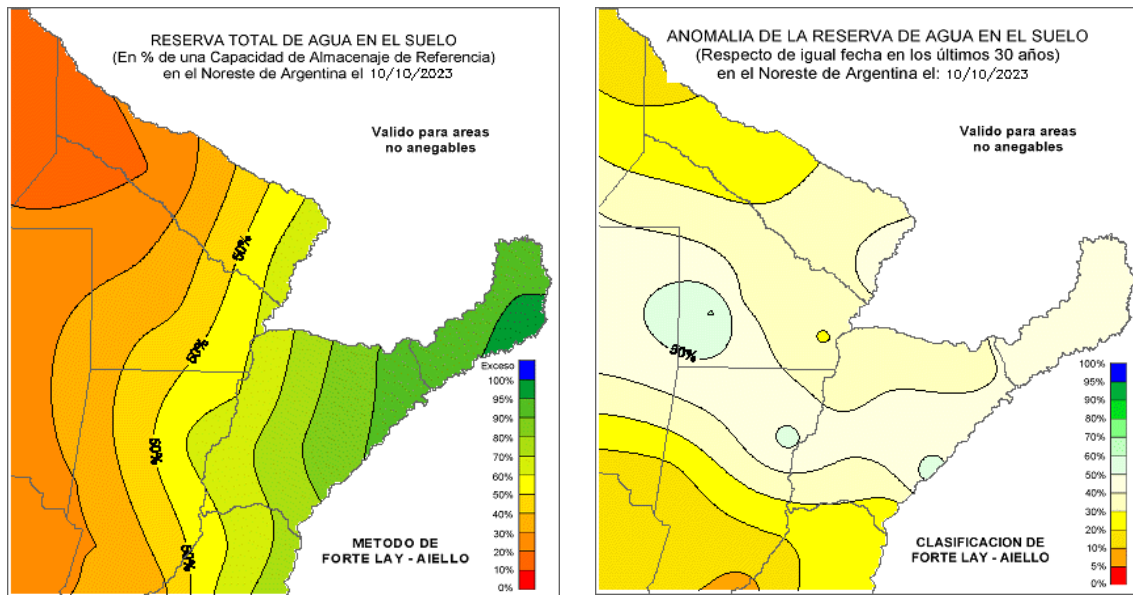 RESERVA TOTAL DE AGUA EN EL SUELO
(En % de una Capacidad de Almacenaje de Referencia)
en el Noreste de Argentina el 10/10/2023
Valido para areas
no anegables
50%
50%
50%
50%
Exceso
100%
95%
90%
80%
70%
60%
50%
40%
30%
20%
10%
0%
METODO DE
FORTE LAY - AIELLO
ANOMALIA DE LA RESERVA DE AGUA EN EL SUELO
(Respecto de igual fecha en los últimos 30 años)
en el Noreste de Argentina el: 10/10/2023
Valido para areas
no anegables
50%
100%
95%
90%
80%
70%
60%
50%
40%
30%
20%
10%
5%
0%
CLASIFICACION DE
FORTE LAY - AIELLO